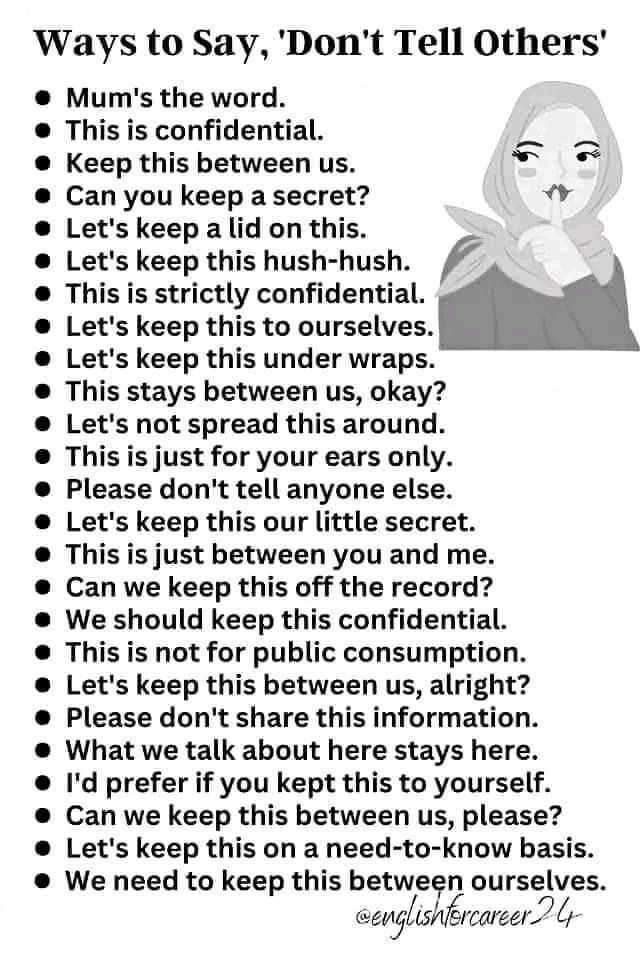 Ways to Say, 'Don't Tell Others'
● Mum's the word.
● This is confidential.
● Keep this between us.
● Can you keep a secret?
● Let's keep a lid on this.
● Let's keep this hush-hush.
● This is strictly confidential.
● Let's keep this to ourselves.
● Let's keep this under wraps.
● This stays between us, okay?
● Let's not spread this around.
● This is just for your ears only.
● Please don't tell anyone else.
● Let's keep this our little secret.
● This is just between you and me.
● Can we keep this off the record?
● We should keep this confidential.
● This is not for public consumption.
● Let's keep this between us, alright?
● Please don't share this information.
● What we talk about here stays here.
● I'd prefer if you kept this to yourself.
● Can we keep this between us, please?
● Let's keep this on a need-to-know basis.
● We need to keep this between ourselves.
@englishforcareer24